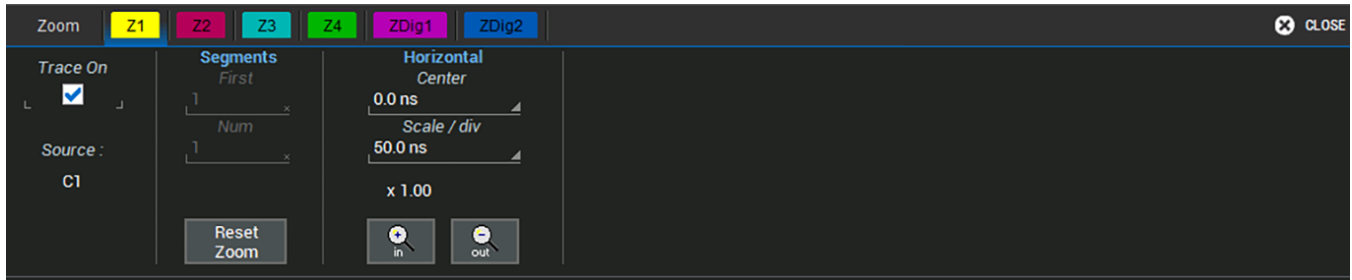 Zoom Z1 Z2 Z3 Z4 ZDig1 ZDig2 CLOSE
Trace On
Source :
C1
Segments
First
1
Num
1
Reset
Zoom
Horizontal
Center
0.0 ns
Scale / div
50.0 ns
x 1.00
in out